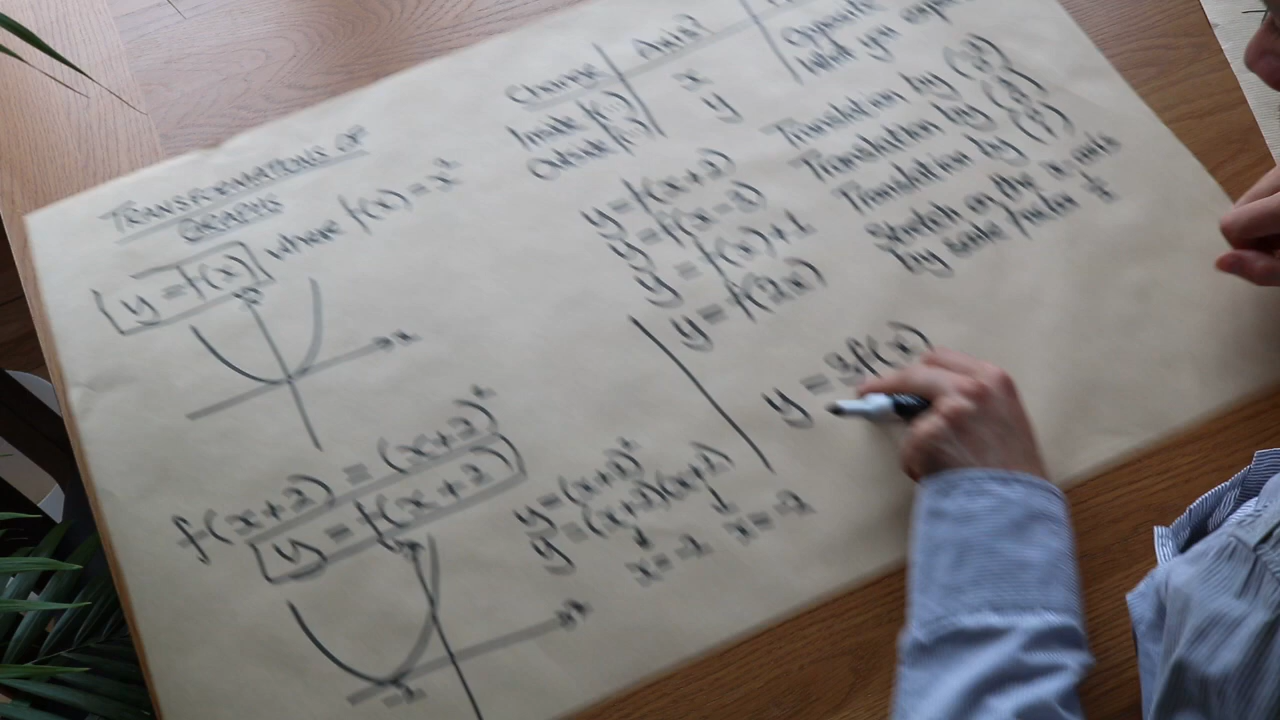 TRANSFORMATIONS OF
GRAPHS
y = f(x) where f(x) = x²
x
f(x+2) = (x+2)²
y = f(x+2)
y = (x+2)²
y = (x+2)(x+2)
x = -2 x = -2
x
-2
Change Axis?
Inside f(x) x
Outside f(x) y
Opposite
what you expect
y = f(x+2) Translation by
Translation by
y = f(x)+1 Translation by
y = f(2x) Stretch on the x axis
by scale factor ½
y = 3f(x)